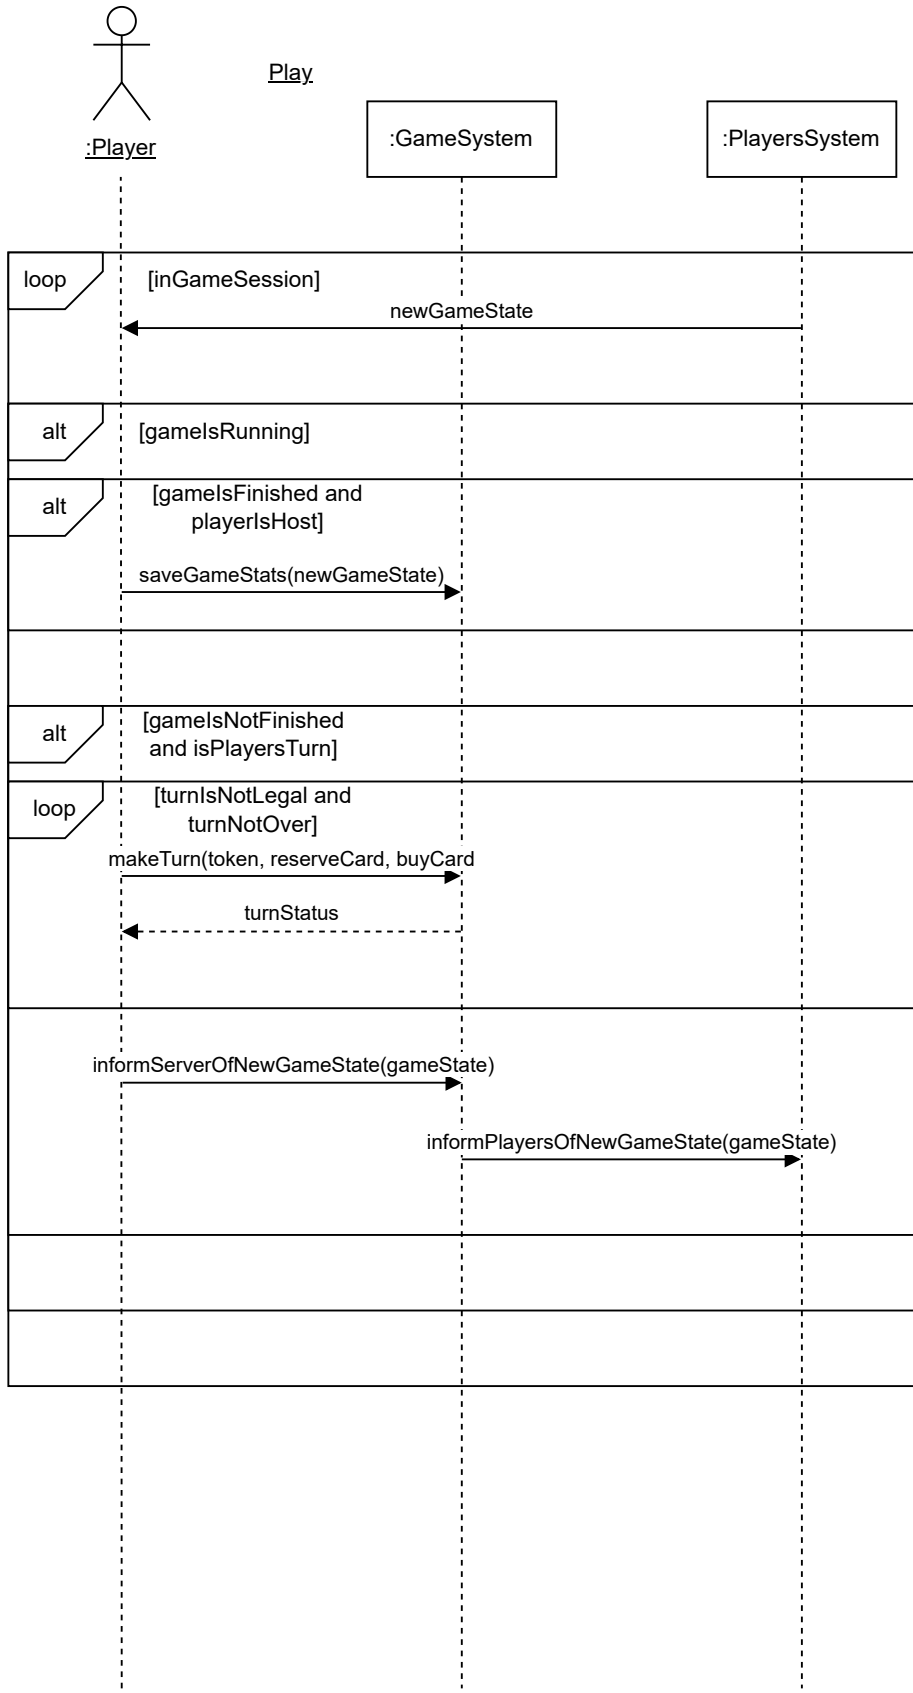 Play
:Player
:GameSystem
:PlayersSystem
loop
[inGameSession]
newGameState
alt
[gameIsRunning]
alt
[gameIsFinished and
playerIsHost]
saveGameStats(newGameState)
alt
[gameIsNotFinished
and isPlayersTurn]
loop
[turnIsNotLegal and
turnNotOver]
makeTurn(token, reserveCard, buyCard
turnStatus
informServerOfNewGameState(gameState)
informPlayersOfNewGameState(gameState)